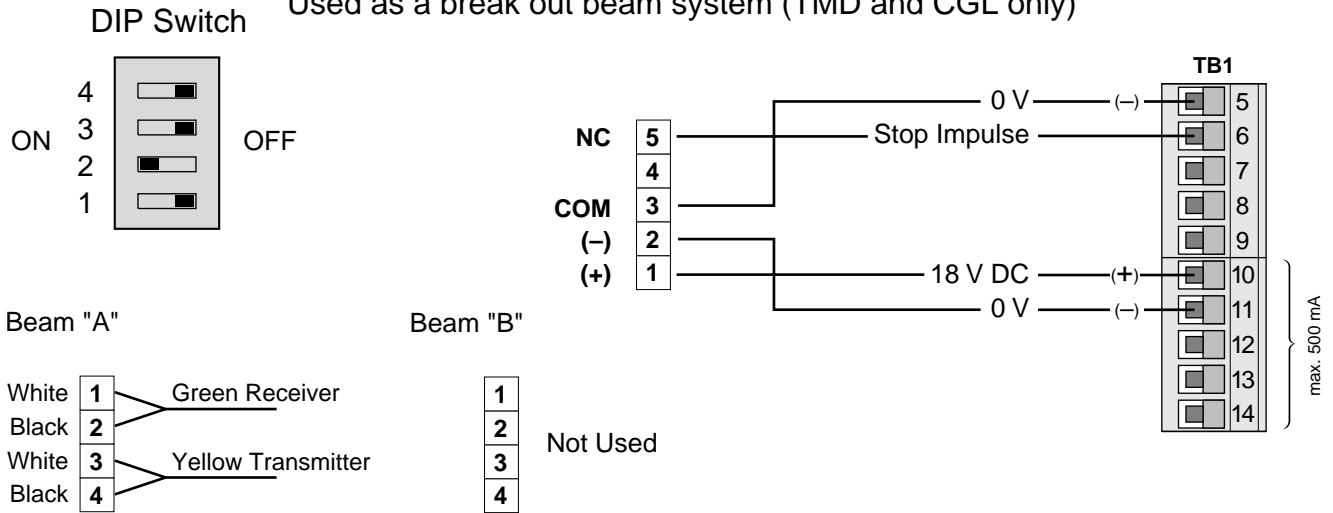 Used as a break out beam system (TMD and CGL only)
DIP Switch
ON
4
3
2
1
OFF
NC 5
4
COM 3
(–) 2
(+) 1
TB1
0 V (–) 5
Stop Impulse 6
7
8
9
18 V DC (+) 10
0 V (–) 11
12
13
14
max. 500 mA
Beam "A"
White 1 Green Receiver
Black 2
White 3 Yellow Transmitter
Black 4
Beam "B"
1
2
3
4
Not Used